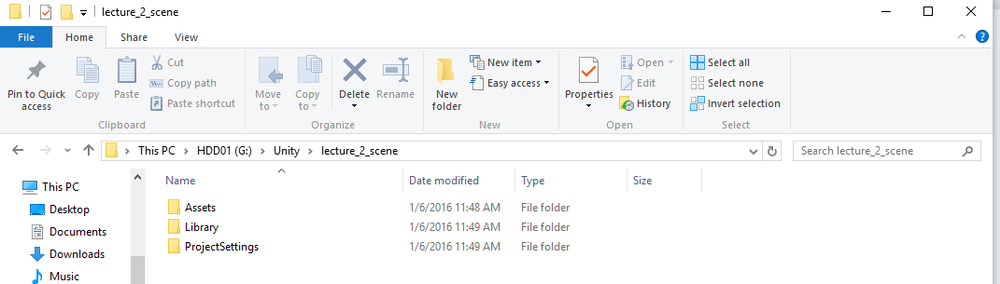 lecture_2_scene
File Home Share View
Pin to Quick access
Copy
Paste
Cut
Copy path
Paste shortcut
Clipboard
Move to
Copy to
Delete
Rename
Organize
New folder
New item
Easy access
New
Properties
Open
Edit
History
Open
Select all
Select none
Invert selection
Select
This PC > HDD01 (G:) > Unity > lecture_2_scene
Search lecture_2_scene
This PC
Desktop
Documents
Downloads
Music
Name Date modified Type Size
Assets 1/6/2016 11:48 AM File folder
Library 1/6/2016 11:49 AM File folder
ProjectSettings 1/6/2016 11:49 AM File folder